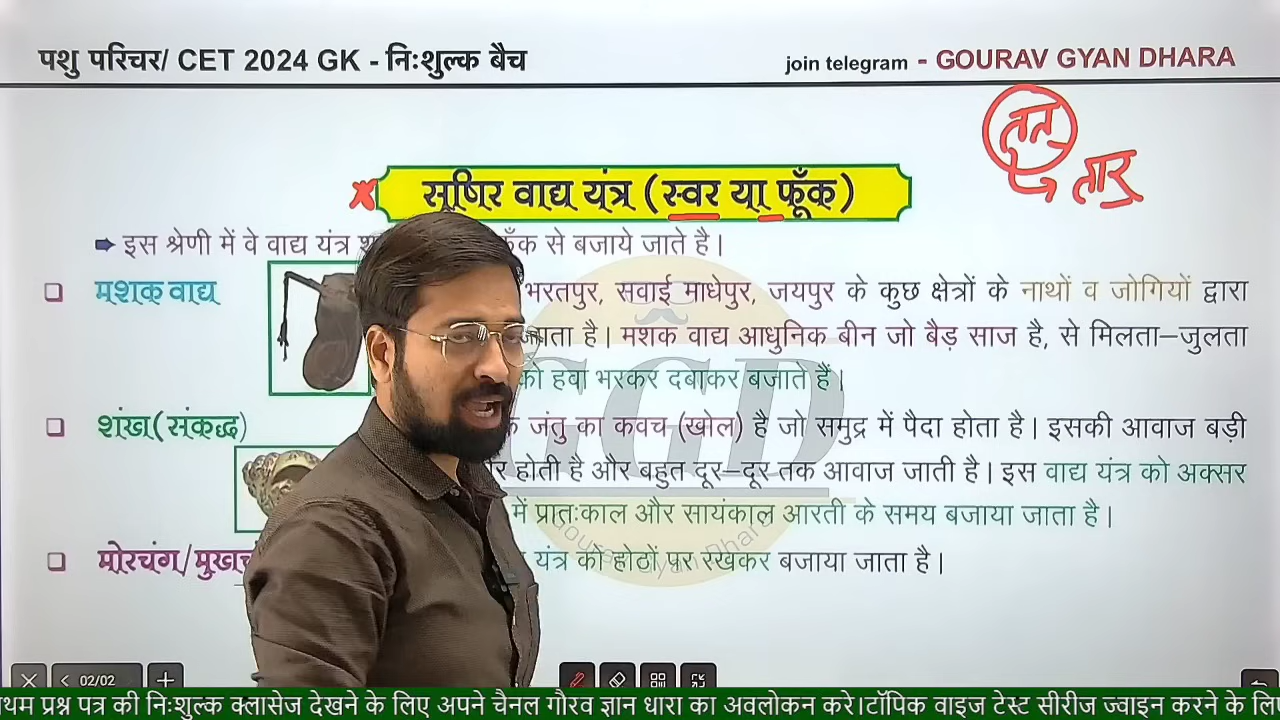 पशु परिचर/ CET 2024 GK - निःशुल्क बैच
join telegram - GOURAV GYAN DHARA
तत
तार
सुषिर वाद्य यंत्र (स्वर या फूँक)
इस श्रेणी में वे वाद्य यंत्र से बजाये जाते है।
मशक वाद्य
भरतपुर, सवाई माधेपुर, जयपुर के कुछ क्षेत्रों के नाथों व जोगियों द्वारा
जाता है। मशक वाद्य आधुनिक बीन जो बैड़ साज है, से मिलता–जुलता
को हवा भरकर दबाकर बजाते हैं।
शंख(संकद्ध)
जंतु का कवच (खोल) है जो समुद्र में पैदा होता है। इसकी आवाज बड़ी
होती है और बहुत दूर–दूर तक आवाज जाती है। इस वाद्य यंत्र को अक्सर
में प्रातःकाल और सायंकाल आरती के समय बजाया जाता है।
मोरचंग/
यंत्र को होठों पर रखकर बजाया जाता है।
GGD
02/02
प्रश्न पत्र की निःशुल्क क्लासेज देखने के लिए अपने चैनल गौरव ज्ञान धारा का अवलोकन करे।टॉपिक वाइज टेस्ट सीरीज ज्वाइन करने के